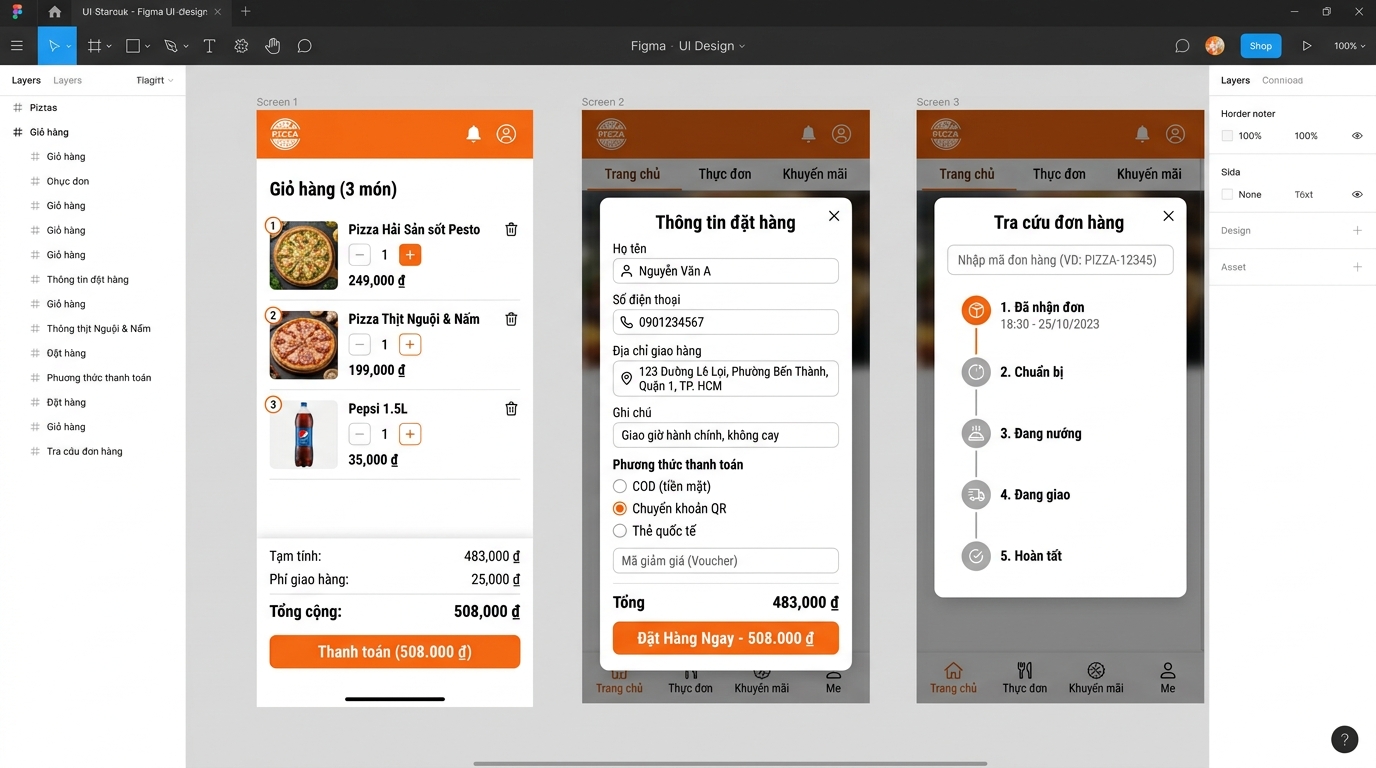 UI Starouk - Figma UI-design
Figma · UI Design
Shop
100%
Layers
Layers
Tlagirt
Piztas
Giỏ hàng
Giỏ hàng
Ohục dơn
Giỏ hàng
Giỏ hàng
Giỏ hàng
Thông tin dặt hàng
Giỏ hàng
Thông thịt Nguội & Nấm
Đặt hàng
Phương thức thanh toán
Đặt hàng
Giỏ hàng
Tra cứu đơn hàng
Screen 1
Giỏ hàng (3 món)
1
Pizza Hải Sản sốt Pesto
1
249,000 ₫
2
Pizza Thịt Nguội & Nấm
1
199,000 ₫
3
Pepsi 1.5L
1
35,000 ₫
Tạm tính: 483,000 ₫
Phí giao hàng: 25,000 ₫
Tổng cộng: 508,000 ₫
Thanh toán (508.000 ₫)
Screen 2
Trang chủ Thực đơn Khuyến mãi
Thông tin đặt hàng
Họ tên
Nguyễn Văn A
Số điện thoại
0901234567
Địa chỉ giao hàng
123 Dường Lê Lọi, Phường Bến Thành,
Quận 1, TP. HCM
Ghi chú
Giao giờ hành chính, không cay
Phương thức thanh toán
COD (tiền mặt)
Chuyển khoản QR
Thẻ quốc tế
Mã giảm giá (Voucher)
Tổng 483,000 ₫
Đặt Hàng Ngay - 508.000 ₫
Trang chủ Thực đơn Khuyến mãi Me
Screen 3
Trang chủ Thực đơn Khuyến mãi
Tra cứu đơn hàng
Nhập mã đơn hàng (VD: PIZZA-12345)
1. Đã nhận đơn
18:30 - 25/10/2023
2. Chuẩn bị
3. Đang nướng
4. Đang giao
5. Hoàn tất
Trang chủ Thực đơn Khuyến mãi Me
Layers
Connioad
Horder noter
100% 100%
Sida
None Tóxt
Design
Asset
?